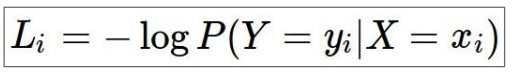 L_i = − log P(Y = y_i|X = x_i)